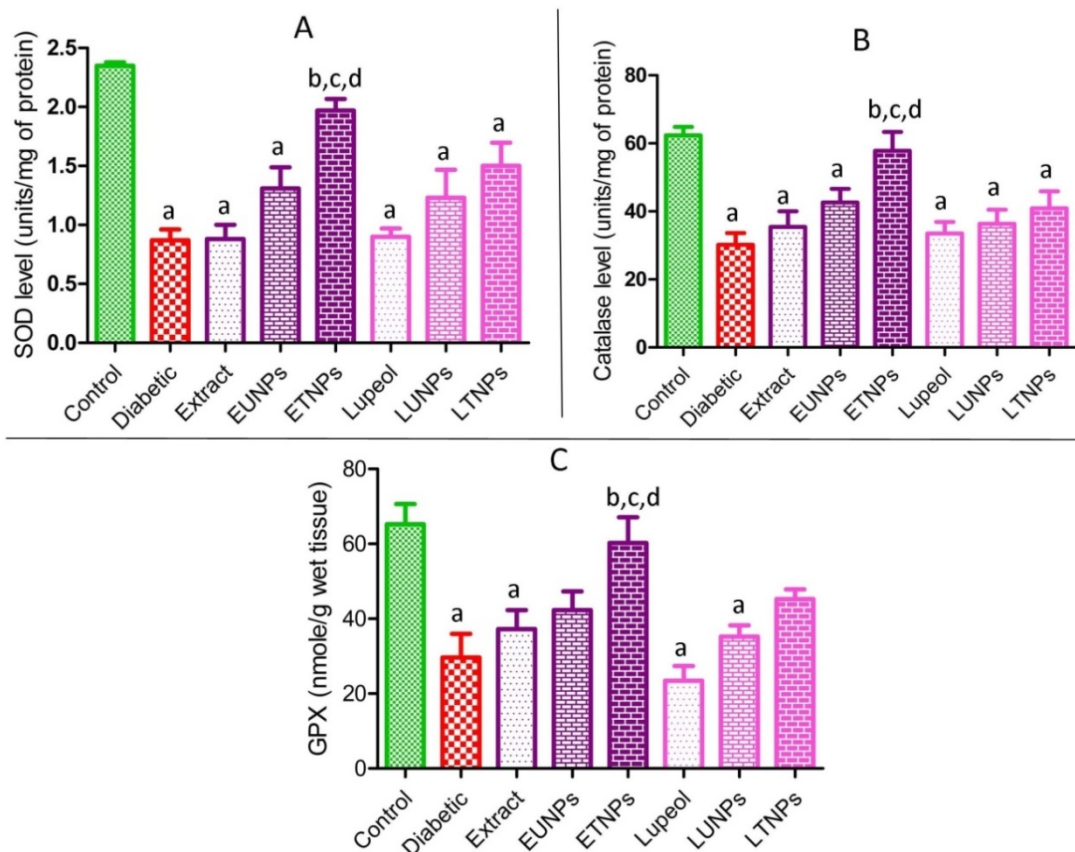 A
SOD level (units/mg of protein)
2.5
2.0
1.5
1.0
0.5
0.0
a
a
a
b,c,d
a
a
a
Control
Diabetic
Extract
EUNPs
ETNPs
Lupeol
LUNPs
LTNPs
B
Catalase level (units/mg of protein)
80
60
40
20
0
a
a
a
b,c,d
a
a
a
Control
Diabetic
Extract
EUNPs
ETNPs
Lupeol
LUNPs
LTNPs
C
GPX (nmole/g wet tissue)
80
60
40
20
0
a
a
b,c,d
a
a
Control
Diabetic
Extract
EUNPs
ETNPs
Lupeol
LUNPs
LTNPs